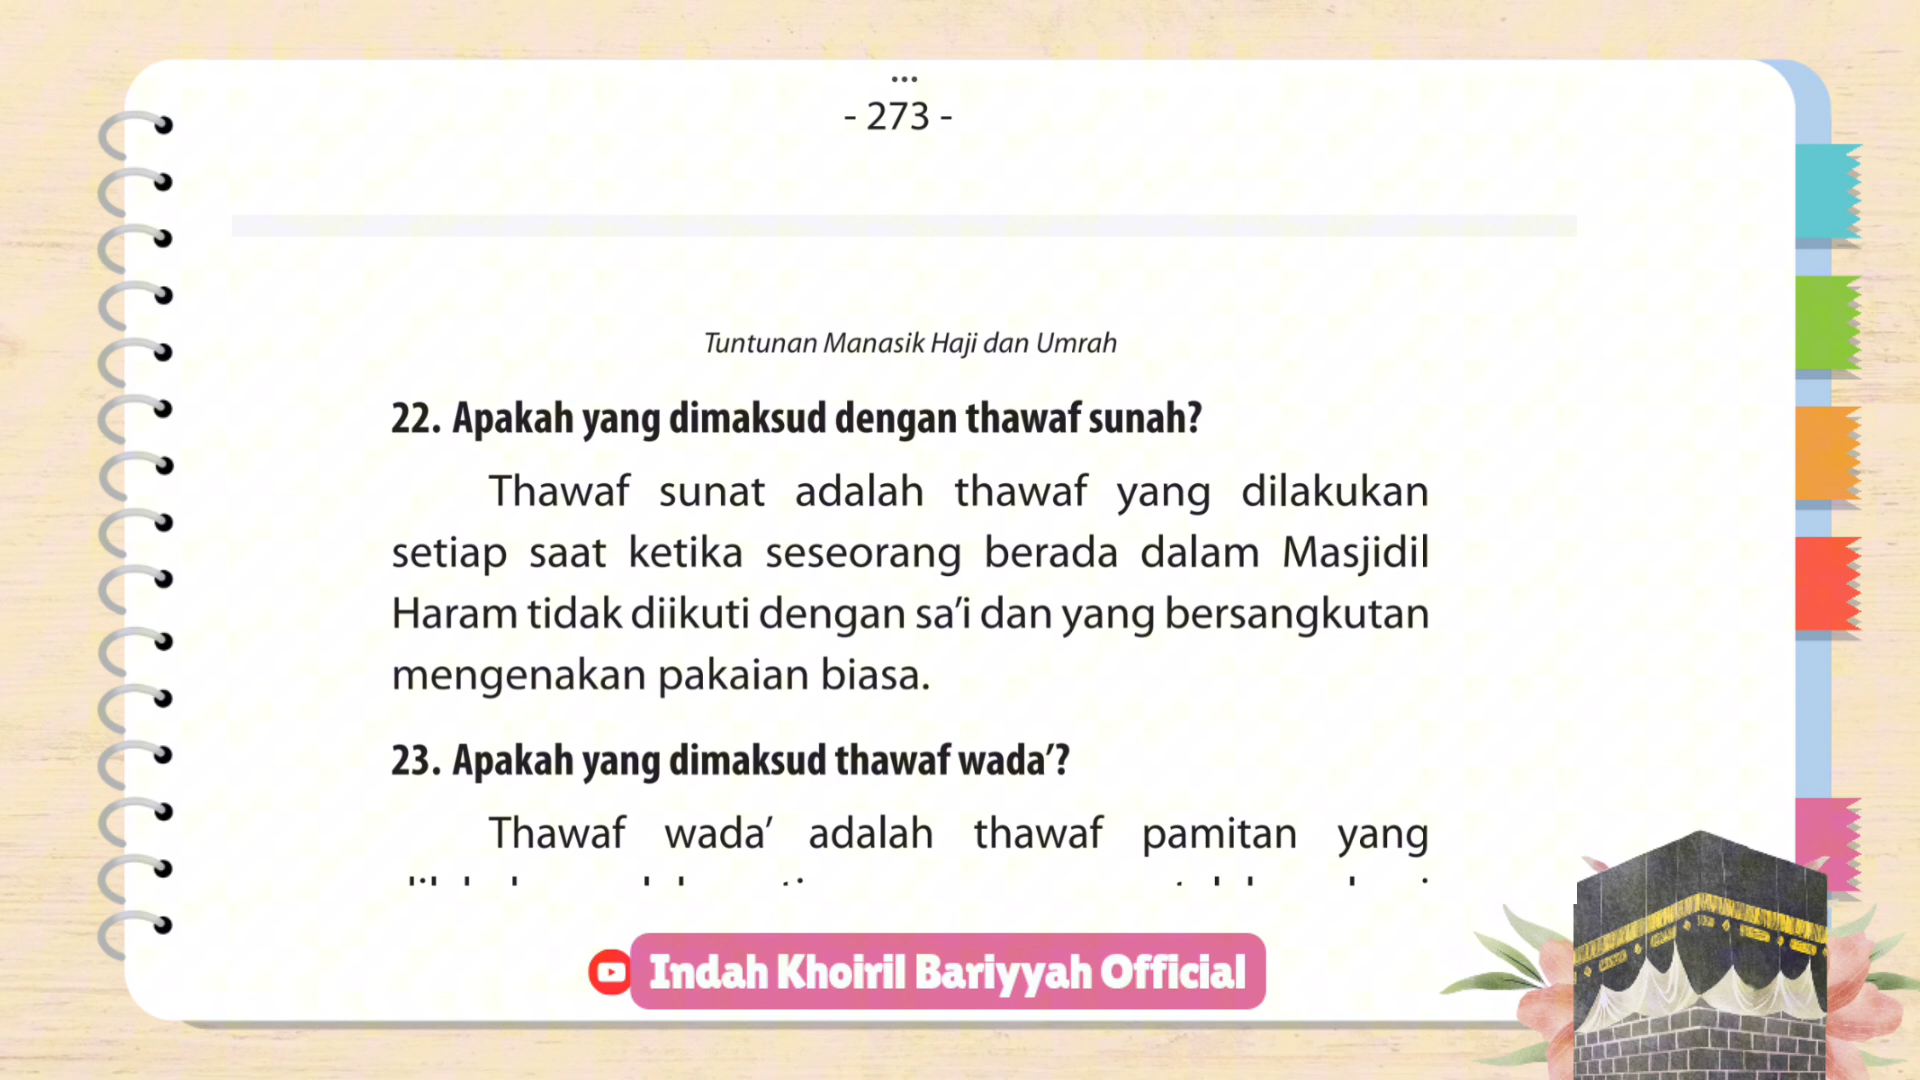 ...
- 273 -
Tuntunan Manasik Haji dan Umrah
22. Apakah yang dimaksud dengan thawaf sunah?
Thawaf sunat adalah thawaf yang dilakukan
setiap saat ketika seseorang berada dalam Masjidil
Haram tidak diikuti dengan sa’i dan yang bersangkutan
mengenakan pakaian biasa.
23. Apakah yang dimaksud thawaf wada’?
Thawaf wada’ adalah thawaf pamitan yang
Indah Khoiril Bariyyah Official